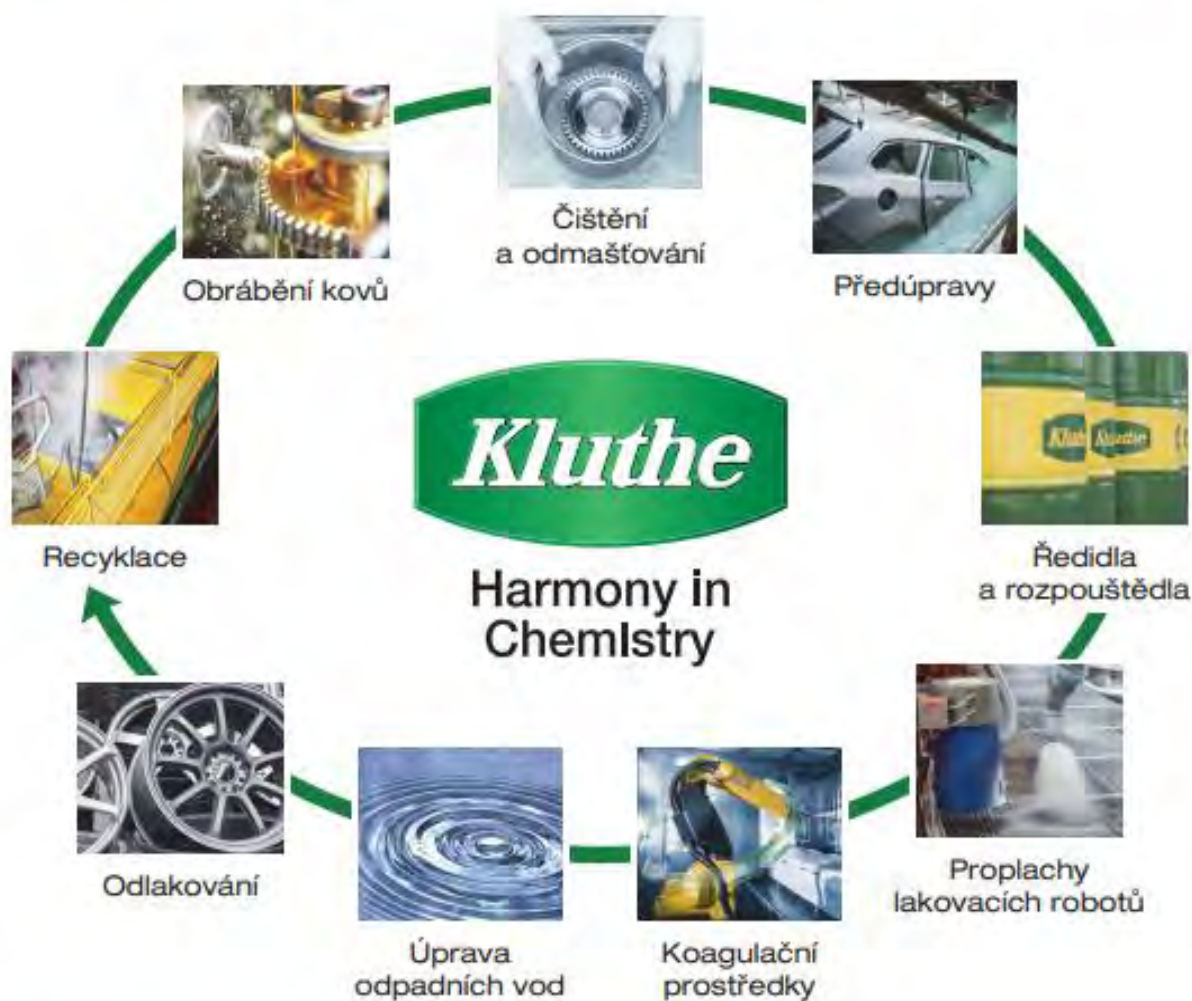 Čištění
a odmašťování
Předúpravy
Ředidla
a rozpouštědla
Proplachy
lakovacích robotů
Koagulační
prostředky
Úprava
odpadních vod
Odlakování
Recyklace
Obrábění kovů
Kluthe
Harmony in
ChemIstry
Kluthe